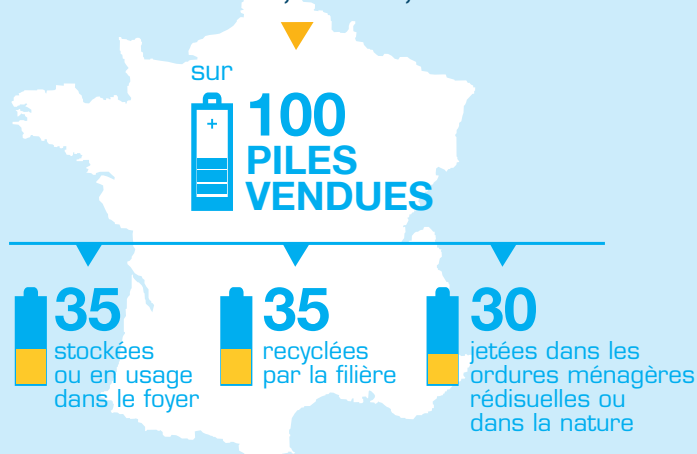 sur
+
100
PILES
VENDUES
35
stockées
ou en usage
dans le foyer
35
recyclées
par la filière
30
jetées dans les
ordures ménagères
rédisuelles ou
dans la nature